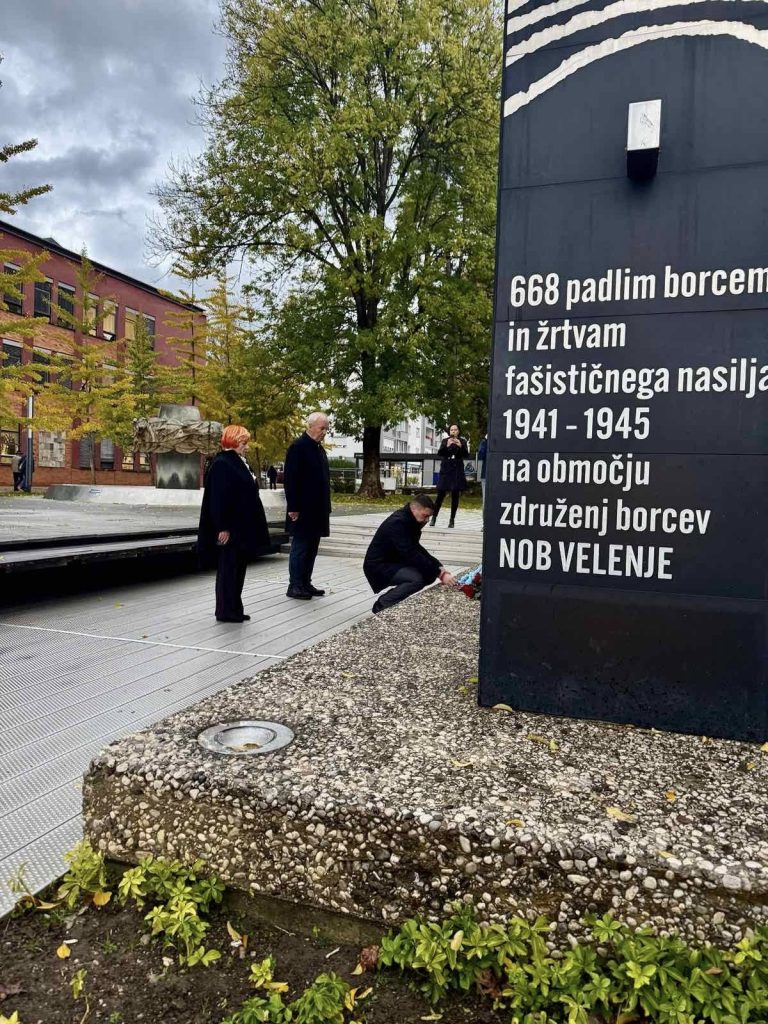 668 padlim borcem
in žrtvam
fašističnega nasilja
1941 - 1945
na območju
združenj borcev
NOB VELENJE